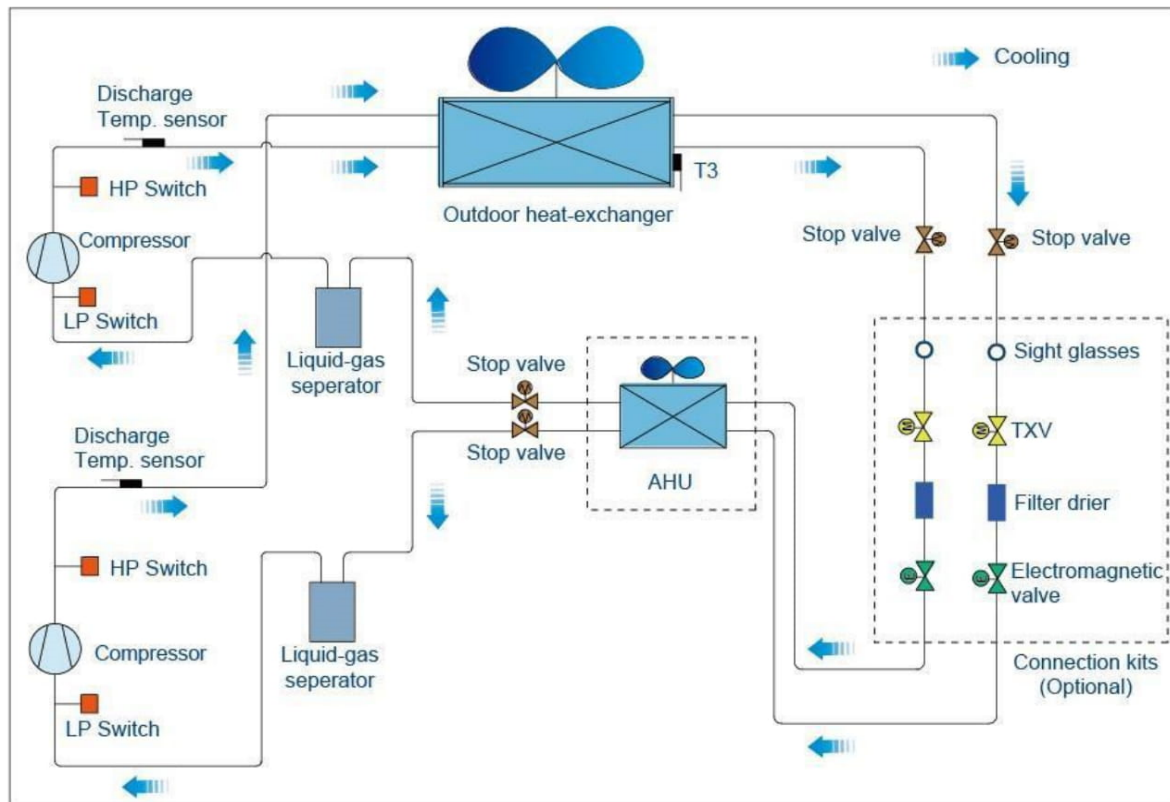 Cooling
Discharge
Temp. sensor
HP Switch
T3
Outdoor heat-exchanger
Stop valve
Stop valve
Compressor
LP Switch
Liquid-gas
seperator
Stop valve
Stop valve
AHU
Sight glasses
TXV
Filter drier
Electromagnetic
valve
Connection kits
(Optional)
Discharge
Temp. sensor
HP Switch
Compressor
LP Switch
Liquid-gas
seperator
M
M
M
M
M
M
E
E